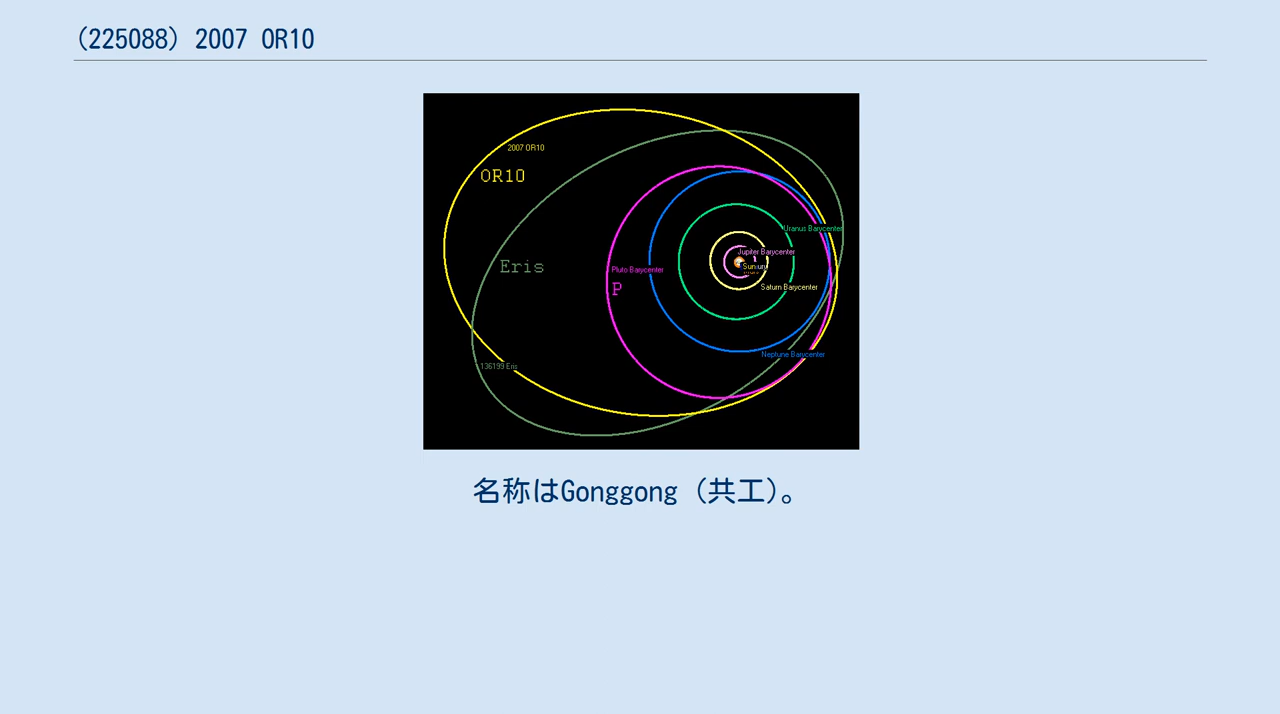 (225088) 2007 OR10
2007 OR10
OR10
Uranus Barycenter
Jupiter Barycenter
Eris
Pluto Barycenter
P
Saturn Barycenter
Neptune Barycenter
136199 Eris
名称はGonggong (共工)。